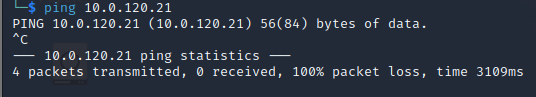 └─$ ping 10.0.120.21
PING 10.0.120.21 (10.0.120.21) 56(84) bytes of data.
^C
--- 10.0.120.21 ping statistics ---
4 packets transmitted, 0 received, 100% packet loss, time 3109ms